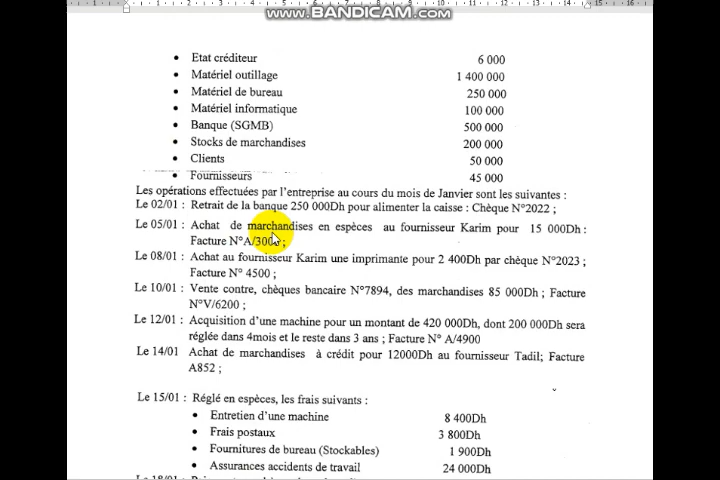 www.BANDICAM.com
• Etat créditeur 6 000
• Matériel outillage 1 400 000
• Matériel de bureau 250 000
• Matériel informatique 100 000
• Banque (SGMB) 500 000
• Stocks de marchandises 200 000
• Clients 50 000
• Fournisseurs 45 000
Les opérations effectuées par l'entreprise au cours du mois de Janvier sont les suivantes :
Le 02/01 : Retrait de la banque 250 000Dh pour alimenter la caisse : Chèque N°2022 ;
Le 05/01 : Achat de marchandises en espèces au fournisseur Karim pour 15 000Dh :
Facture N°A/3000 ;
Le 08/01 : Achat au fournisseur Karim une imprimante pour 2 400Dh par chèque N°2023 ;
Facture N° 4500 ;
Le 10/01 : Vente contre, chèques bancaire N°7894, des marchandises 85 000Dh ; Facture
N°V/6200 ;
Le 12/01 : Acquisition d'une machine pour un montant de 420 000Dh, dont 200 000Dh sera
réglée dans 4mois et le reste dans 3 ans ; Facture N° A/4900
Le 14/01 Achat de marchandises à crédit pour 12000Dh au fournisseur Tadil; Facture
A852 ;
Le 15/01 : Réglé en espèces, les frais suivants :
• Entretien d'une machine 8 400Dh
• Frais postaux 3 800Dh
• Fournitures de bureau (Stockables) 1 900Dh
• Assurances accidents de travail 24 000Dh